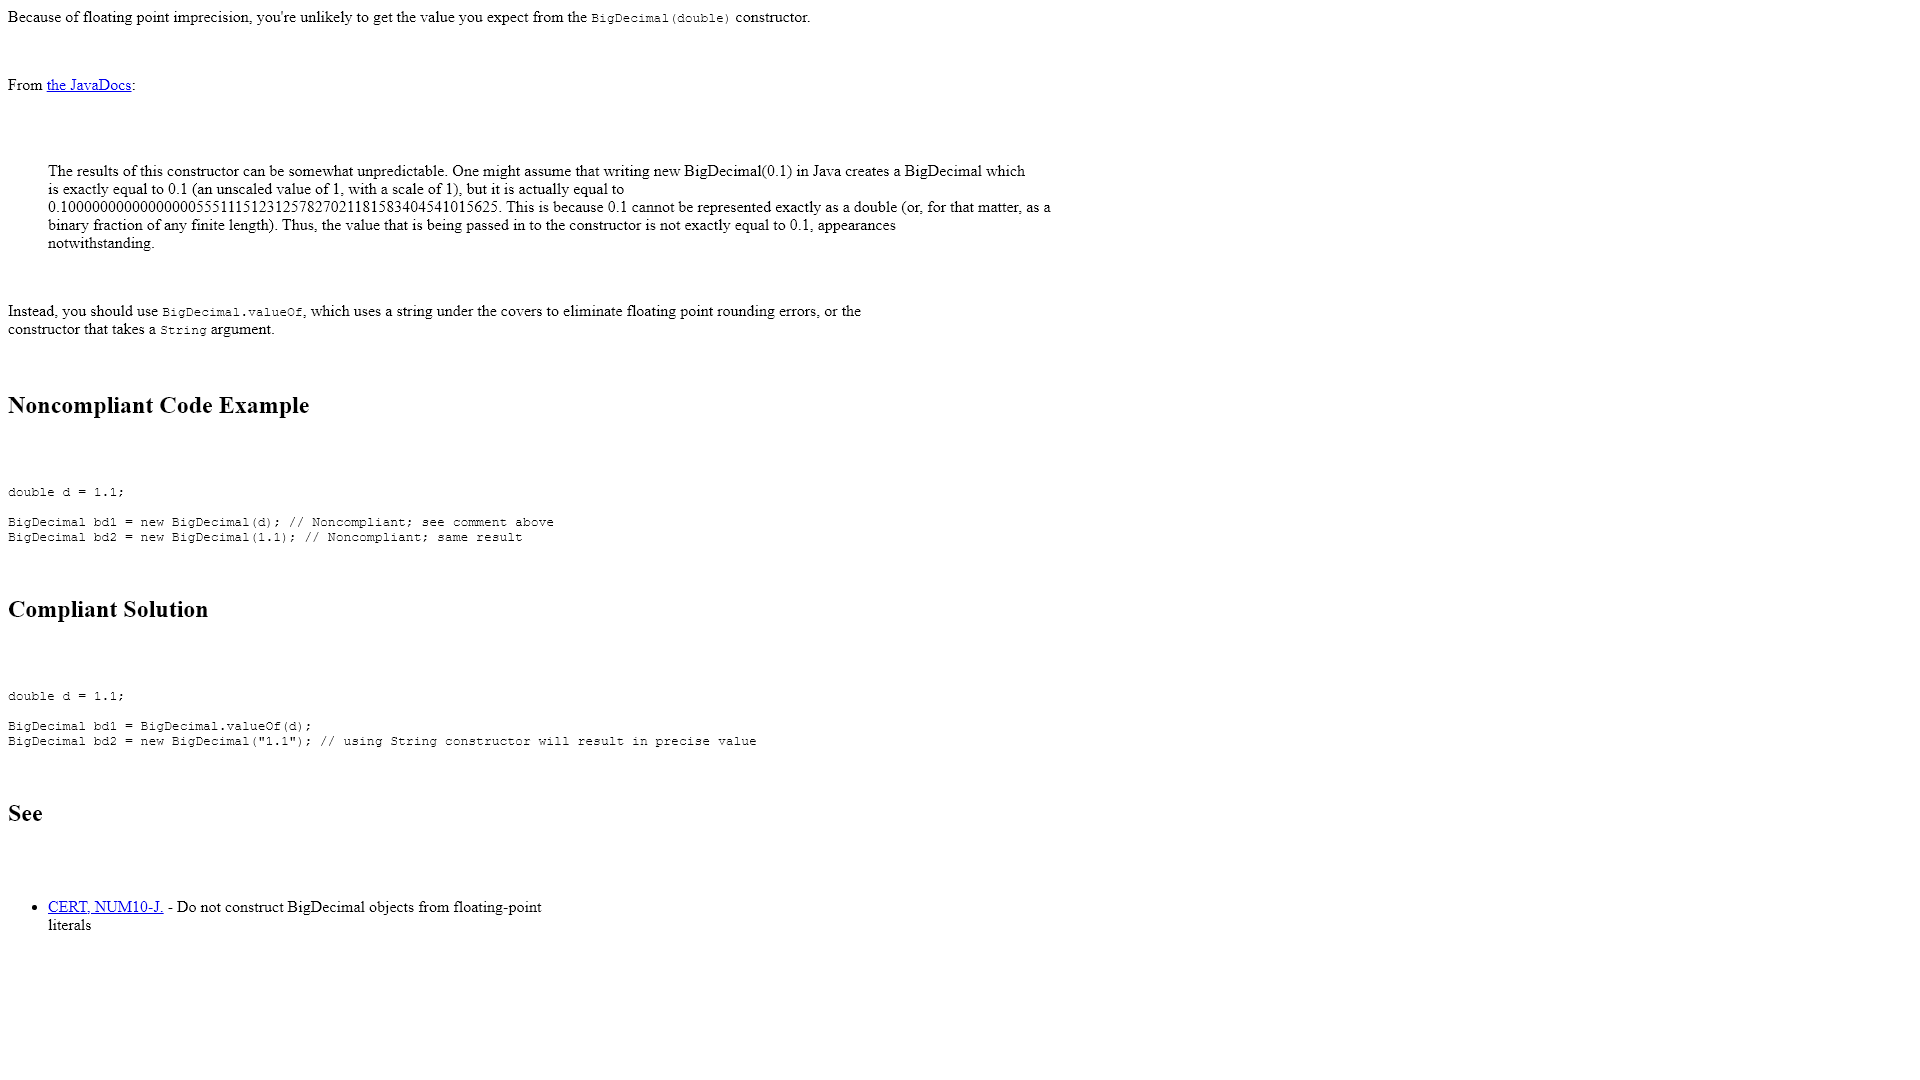 Because of floating point imprecision, you're unlikely to get the value you expect from the BigDecimal(double) constructor.
From the JavaDocs:
The results of this constructor can be somewhat unpredictable. One might assume that writing new BigDecimal(0.1) in Java creates a BigDecimal which
is exactly equal to 0.1 (an unscaled value of 1, with a scale of 1), but it is actually equal to
0.1000000000000000055511151231257827021181583404541015625. This is because 0.1 cannot be represented exactly as a double (or, for that matter, as a
binary fraction of any finite length). Thus, the value that is being passed in to the constructor is not exactly equal to 0.1, appearances
notwithstanding.
Instead, you should use BigDecimal.valueOf, which uses a string under the covers to eliminate floating point rounding errors, or the
constructor that takes a String argument.
Noncompliant Code Example
double d = 1.1;
BigDecimal bd1 = new BigDecimal(d); // Noncompliant; see comment above
BigDecimal bd2 = new BigDecimal(1.1); // Noncompliant; same result
Compliant Solution
double d = 1.1;
BigDecimal bd1 = BigDecimal.valueOf(d);
BigDecimal bd2 = new BigDecimal("1.1"); // using String constructor will result in precise value
See
• CERT, NUM10-J. - Do not construct BigDecimal objects from floating-point
literals